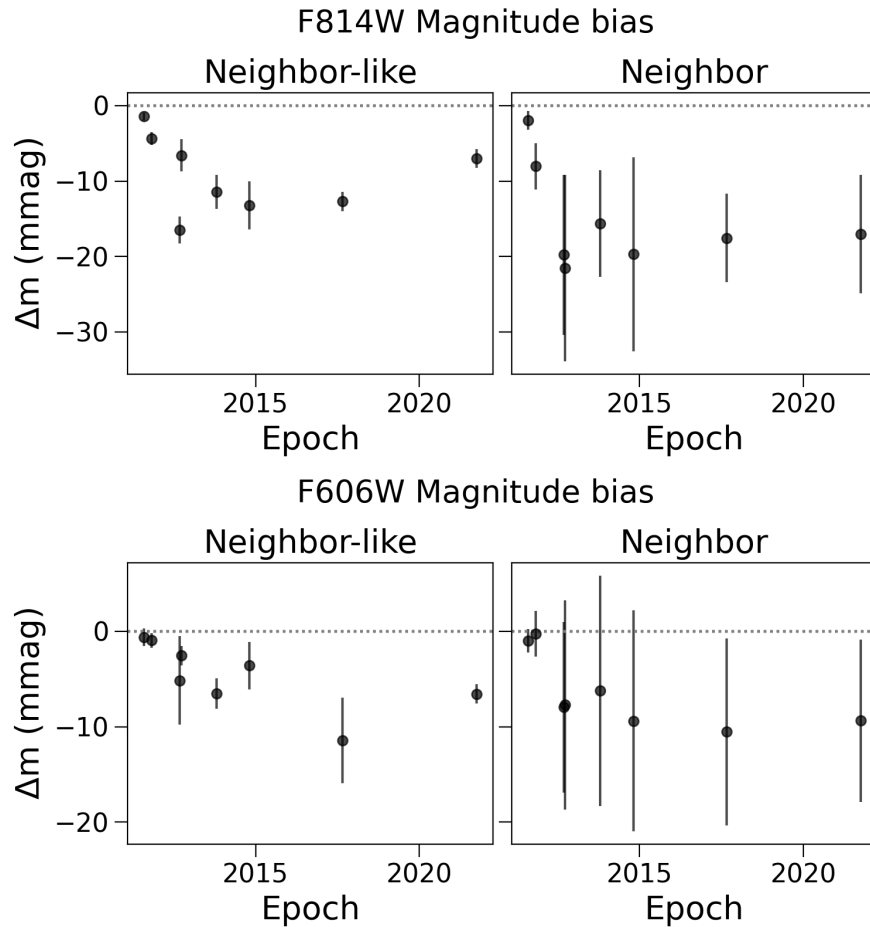 F814W Magnitude bias
Neighbor-like Neighbor
0
−10
−20
−30
Δm (mmag)
2015 2020 2015 2020
Epoch Epoch
F606W Magnitude bias
Neighbor-like Neighbor
0
−10
−20
Δm (mmag)
2015 2020 2015 2020
Epoch Epoch